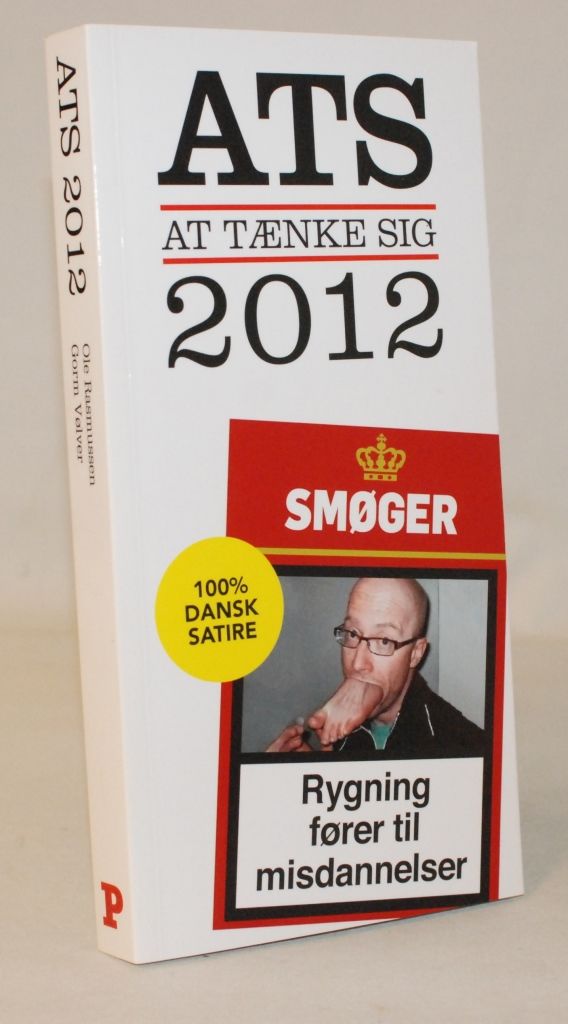 ATS 2012
Ole Rasmussen
Gorm Vølver
P
ATS
AT TÆNKE SIG
2012
SMØGER
100%
DANSK
SATIRE
Rygning
fører til
misdannelser